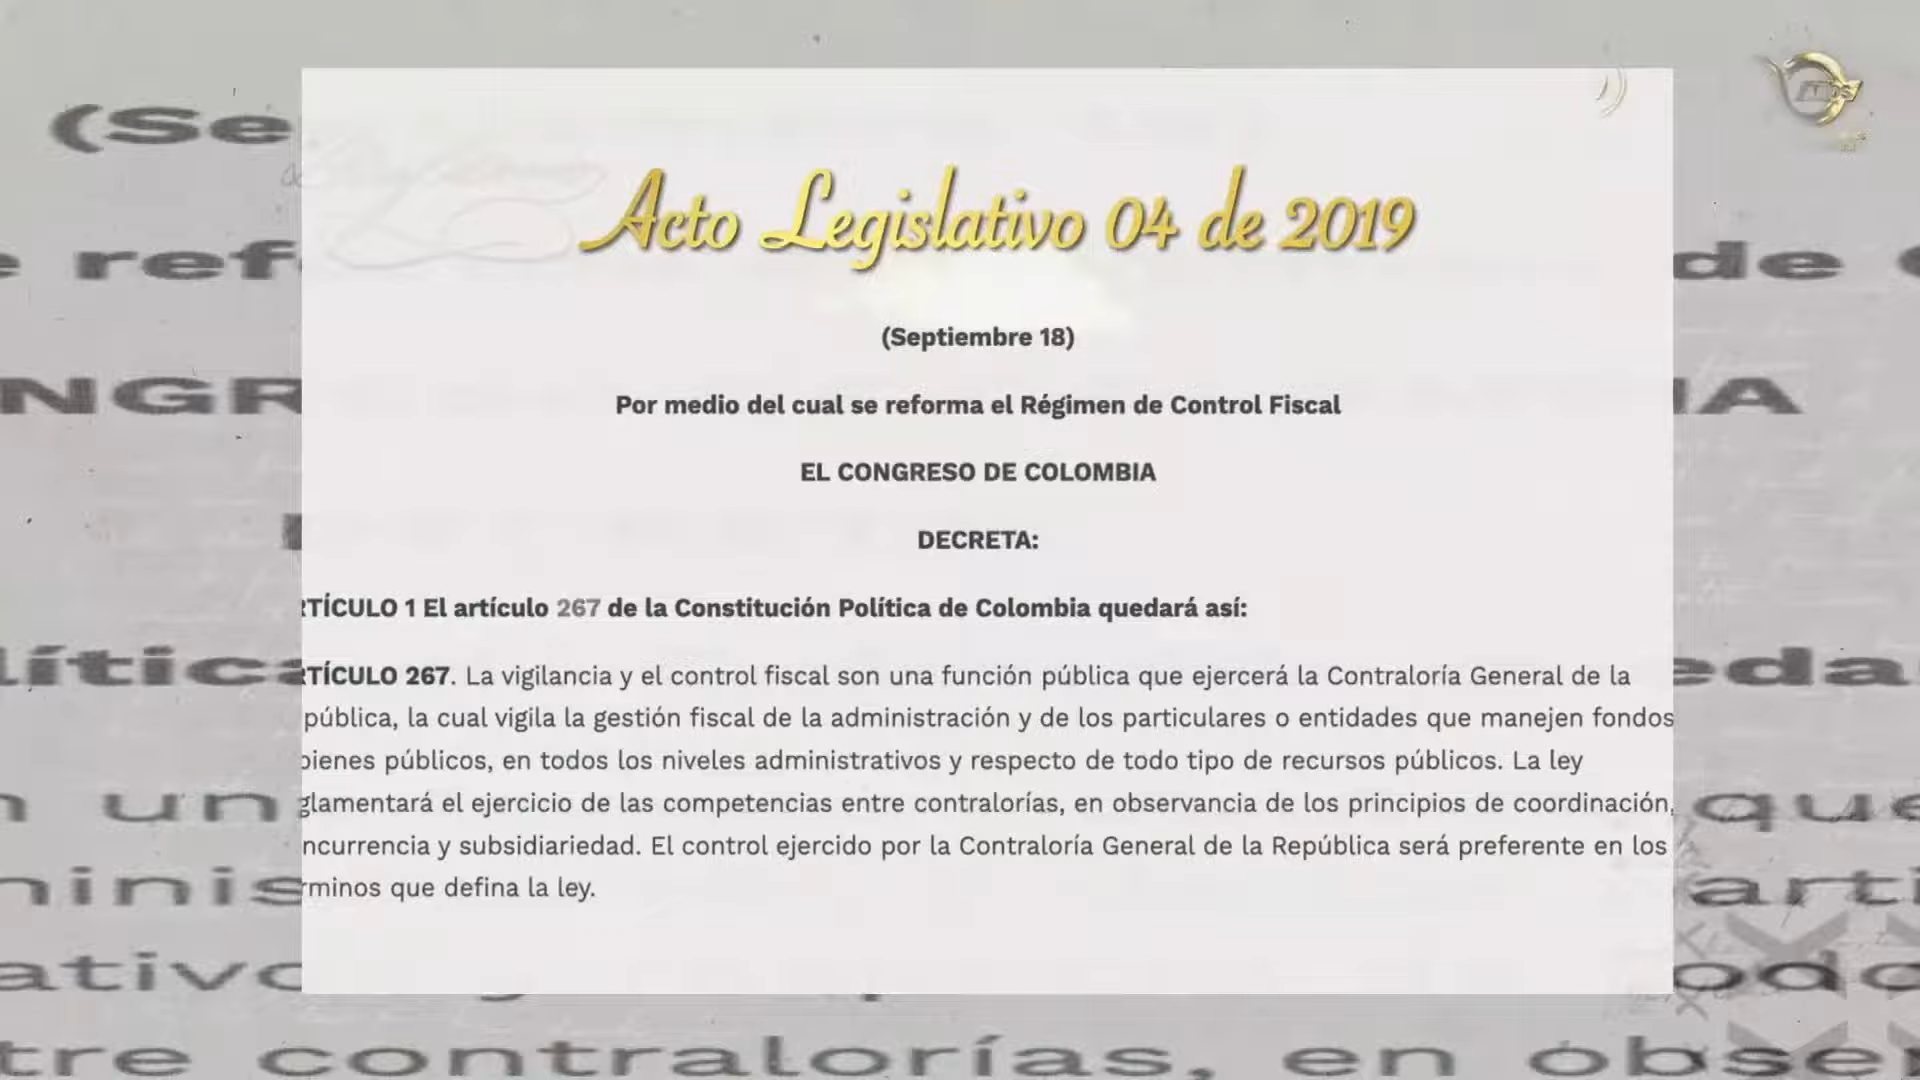 Acto Legislativo 04 de 2019
(Septiembre 18)
Por medio del cual se reforma el Régimen de Control Fiscal
EL CONGRESO DE COLOMBIA
DECRETA:
RTÍCULO 1 El artículo 267 de la Constitución Política de Colombia quedará así:
RTÍCULO 267. La vigilancia y el control fiscal son una función pública que ejercerá la Contraloría General de la
pública, la cual vigila la gestión fiscal de la administración y de los particulares o entidades que manejen fondos
bienes públicos, en todos los niveles administrativos y respecto de todo tipo de recursos públicos. La ley
glamentará el ejercicio de las competencias entre contralorías, en observancia de los principios de coordinación,
ncurrencia y subsidiariedad. El control ejercido por la Contraloría General de la República será preferente en los
rminos que defina la ley.
(Se
e ref
de
NGR
IA
lítica
eda
n un
que
ninis
arti
ativo
odo
tre contralorías, en obser